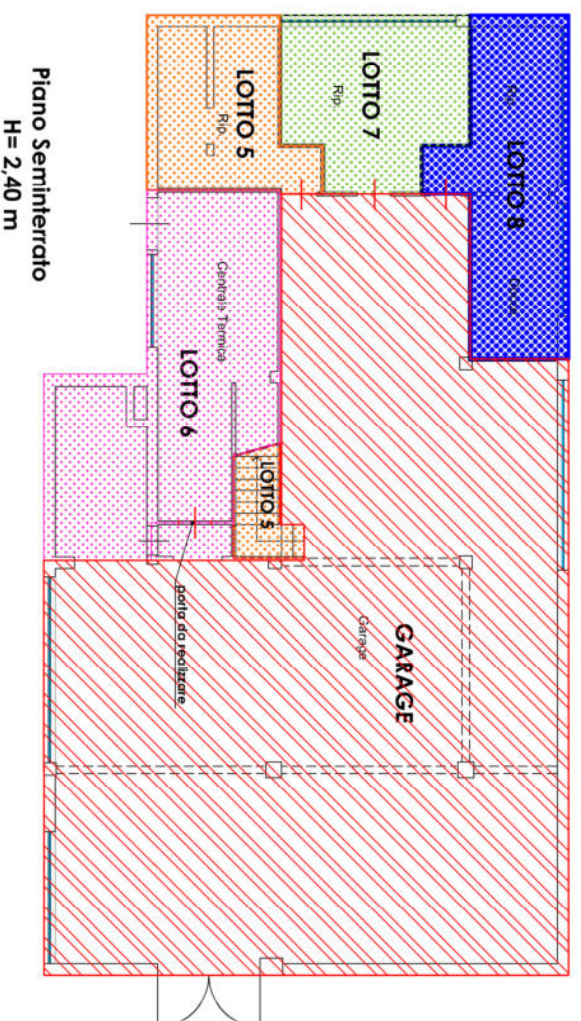 Rip.
LOTTO 8
LOTTO 7
Rip.
GARAGE
Garage
LOTTO 5
Rip.
Centrale Termica
LOTTO 5
LOTTO 6
porta da realizzare
Piano Seminterrato
H= 2,40 m